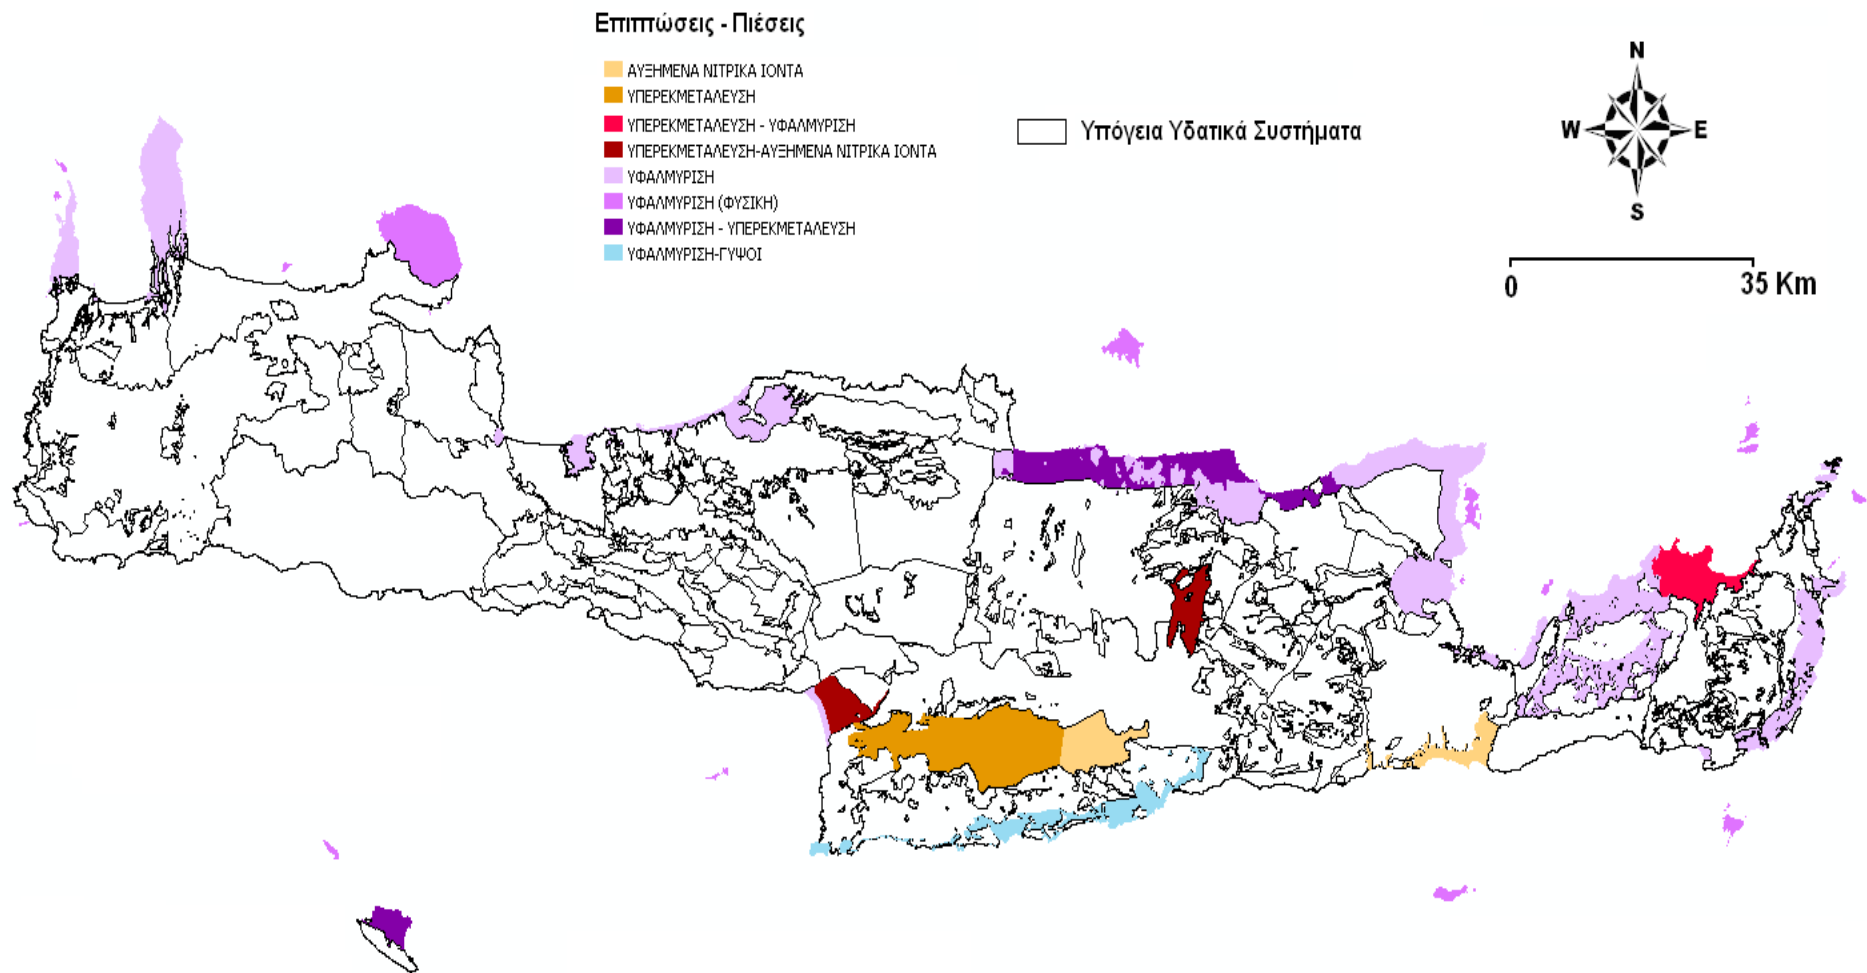 Επιπτώσεις - Πιέσεις
ΑΥΞΗΜΕΝΑ ΝΙΤΡΙΚΑ ΙΟΝΤΑ
ΥΠΕΡΕΚΜΕΤΑΛΕΥΣΗ
ΥΠΕΡΕΚΜΕΤΑΛΕΥΣΗ - ΥΦΑΛΜΥΡΙΣΗ
ΥΠΕΡΕΚΜΕΤΑΛΕΥΣΗ-ΑΥΞΗΜΕΝΑ ΝΙΤΡΙΚΑ ΙΟΝΤΑ
ΥΦΑΛΜΥΡΙΣΗ
ΥΦΑΛΜΥΡΙΣΗ (ΦΥΣΙΚΗ)
ΥΦΑΛΜΥΡΙΣΗ - ΥΠΕΡΕΚΜΕΤΑΛΕΥΣΗ
ΥΦΑΛΜΥΡΙΣΗ-ΓΥΨΟΙ
Υπόγεια Υδατικά Συστήματα
N
W E
S
0 35 Km